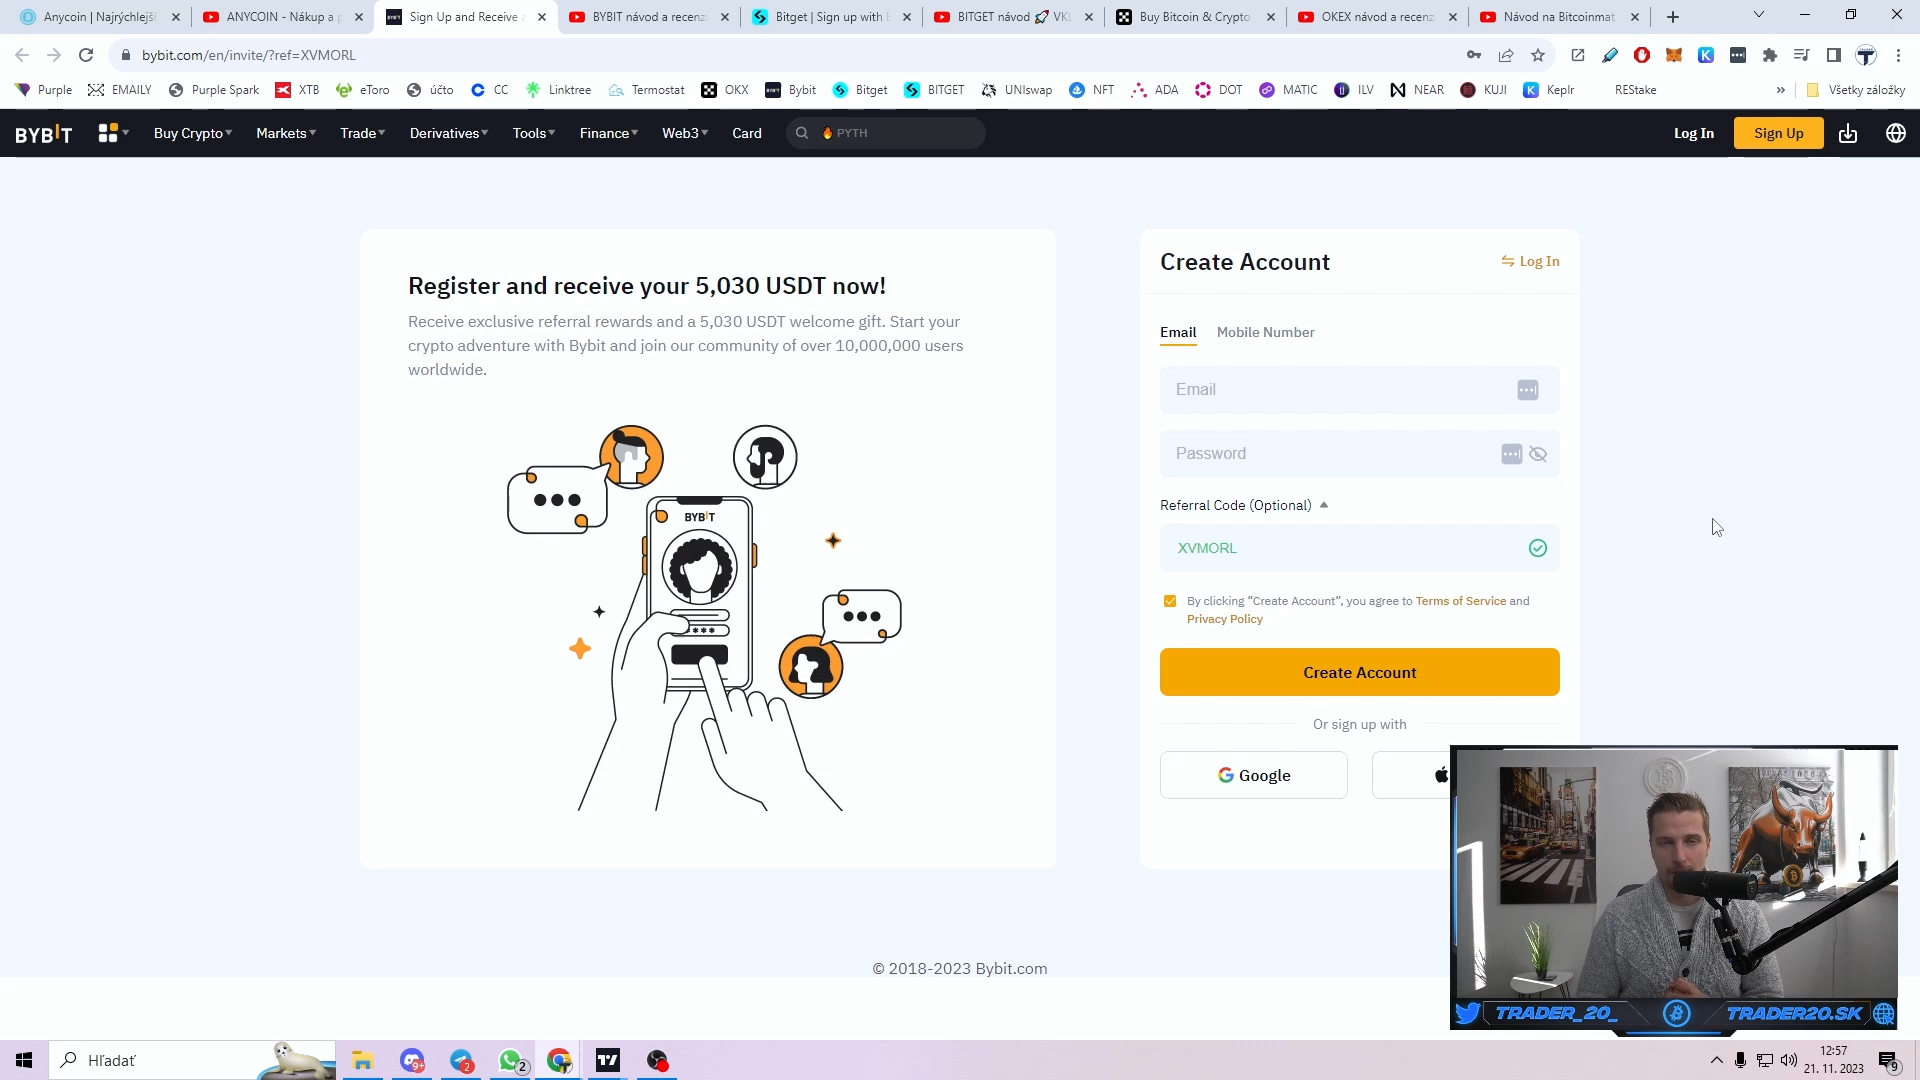 Anycoin | Najrýchlejší
ANYCOIN - Nákup a p
Sign Up and Receive a
BYBIT návod a recenz
Bitget | Sign up with B
BITGET návod 🚀 VKL
Buy Bitcoin & Crypto
OKEX návod a recenz
Návod na Bitcoinmat
bybit.com/en/invite/?ref=XVMORL
Purple EMAILY Purple Spark XTB eToro účto CC Linktree Termostat OKX Bybit Bitget BITGET UNIswap NFT ADA DOT MATIC ILV NEAR KUJI Keplr REStake » Všetky záložky
BYBIT Buy Crypto Markets Trade Derivatives Tools Finance Web3 Card 🔥 PYTH Log In Sign Up
Register and receive your 5,030 USDT now!
Receive exclusive referral rewards and a 5,030 USDT welcome gift. Start your
crypto adventure with Bybit and join our community of over 10,000,000 users
worldwide.
BYBIT
****
Create Account
Log In
Email Mobile Number
Email
Password
Referral Code (Optional)
XVMORL
By clicking “Create Account”, you agree to Terms of Service and
Privacy Policy
Create Account
Or sign up with
Google
© 2018-2023 Bybit.com
TRADER_20_ TRADER20.SK
Hľadať
9+
2
2
12:57
21. 11. 2023
9